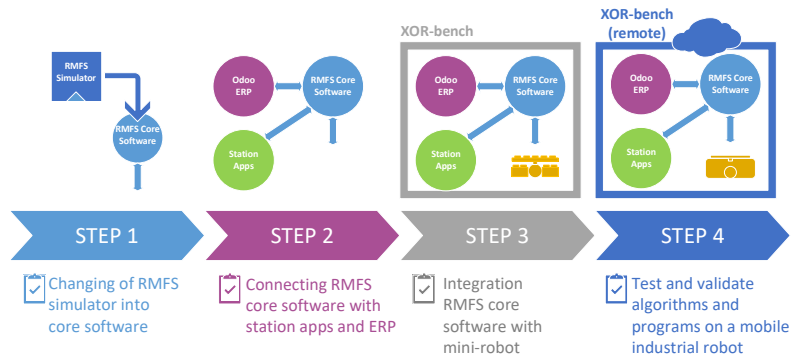 XOR-bench
XOR-bench
(remote)
RMFS
Simulator
RMFS Core
Software
Odoo
ERP
RMFS Core
Software
Station
Apps
Odoo
ERP
RMFS Core
Software
Station
Apps
Odoo
ERP
RMFS Core
Software
Station
Apps
STEP 1
STEP 2
STEP 3
STEP 4
Changing of RMFS
simulator into
core software
Connecting RMFS
core software with
station apps and ERP
Integration
RMFS core
software with
mini-robot
Test and validate
algorithms and
programs on a mobile
industrial robot